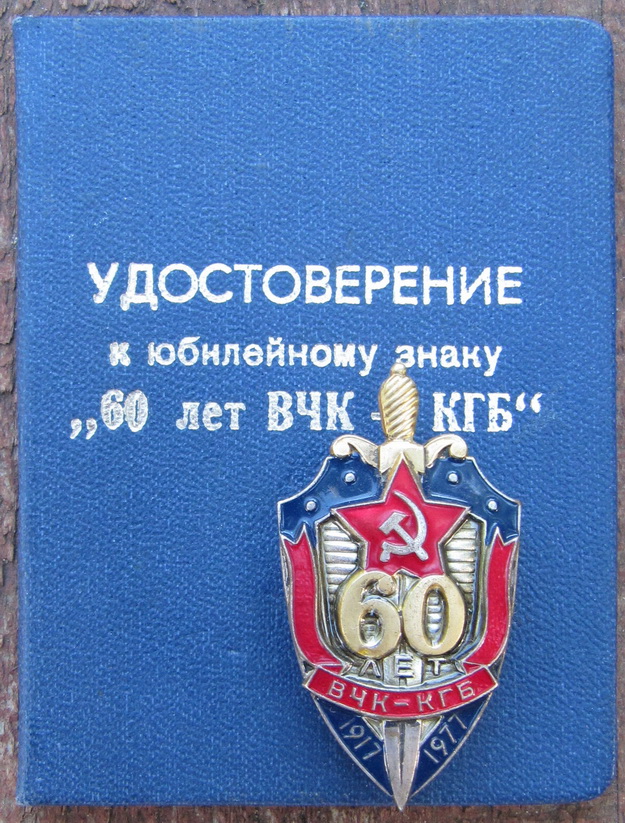 УДОСТОВЕРЕНИЕ
к юбилейному знаку
„60 лет ВЧК - КГБ“
60
ЛЕТ
ВЧК–КГБ
1917 1977